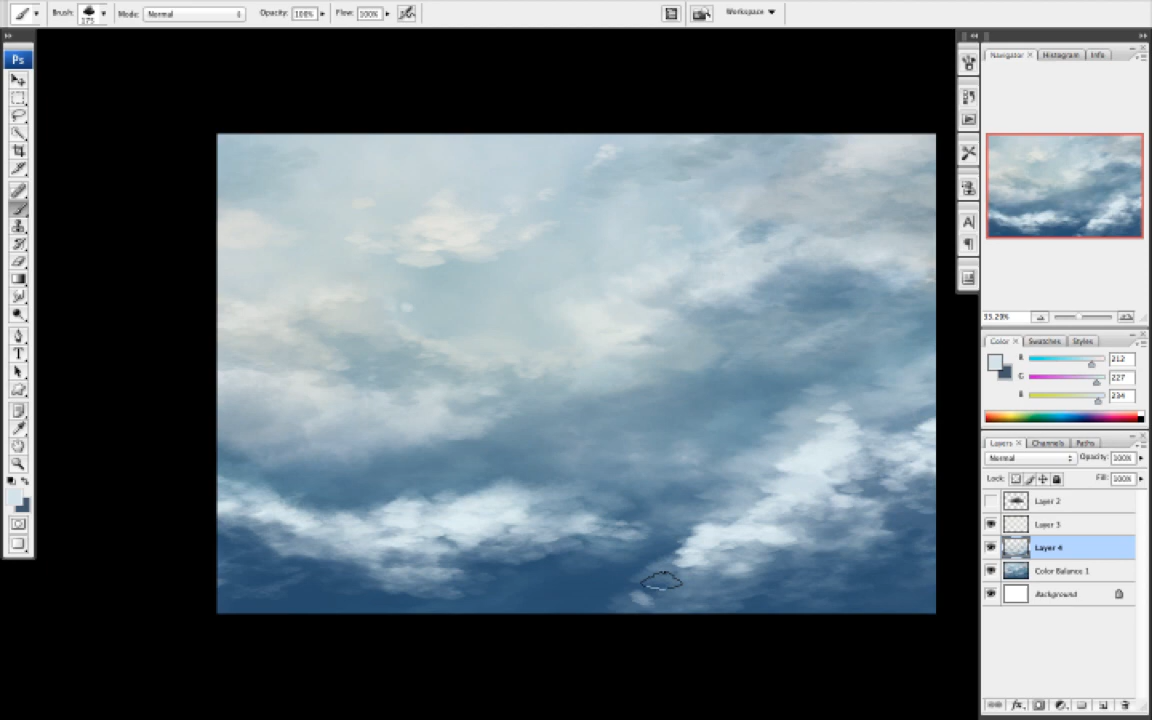 Brush: 175 Mode: Normal Opacity: 100% Flow: 100% Workspace
Ps
Navigator Histogram Info
33.29%
Color Swatches Styles
R 212
G 227
B 234
Layers Channels Paths
Normal Opacity: 100%
Lock: Fill: 100%
Layer 2
Layer 3
Layer 4
Color Balance 1
Background